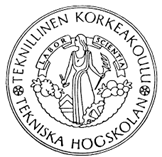 TEKNILLINEN KORKEAKOULU
TEKNISKA HÖGSKOLAN
LABOR SCIENTIA